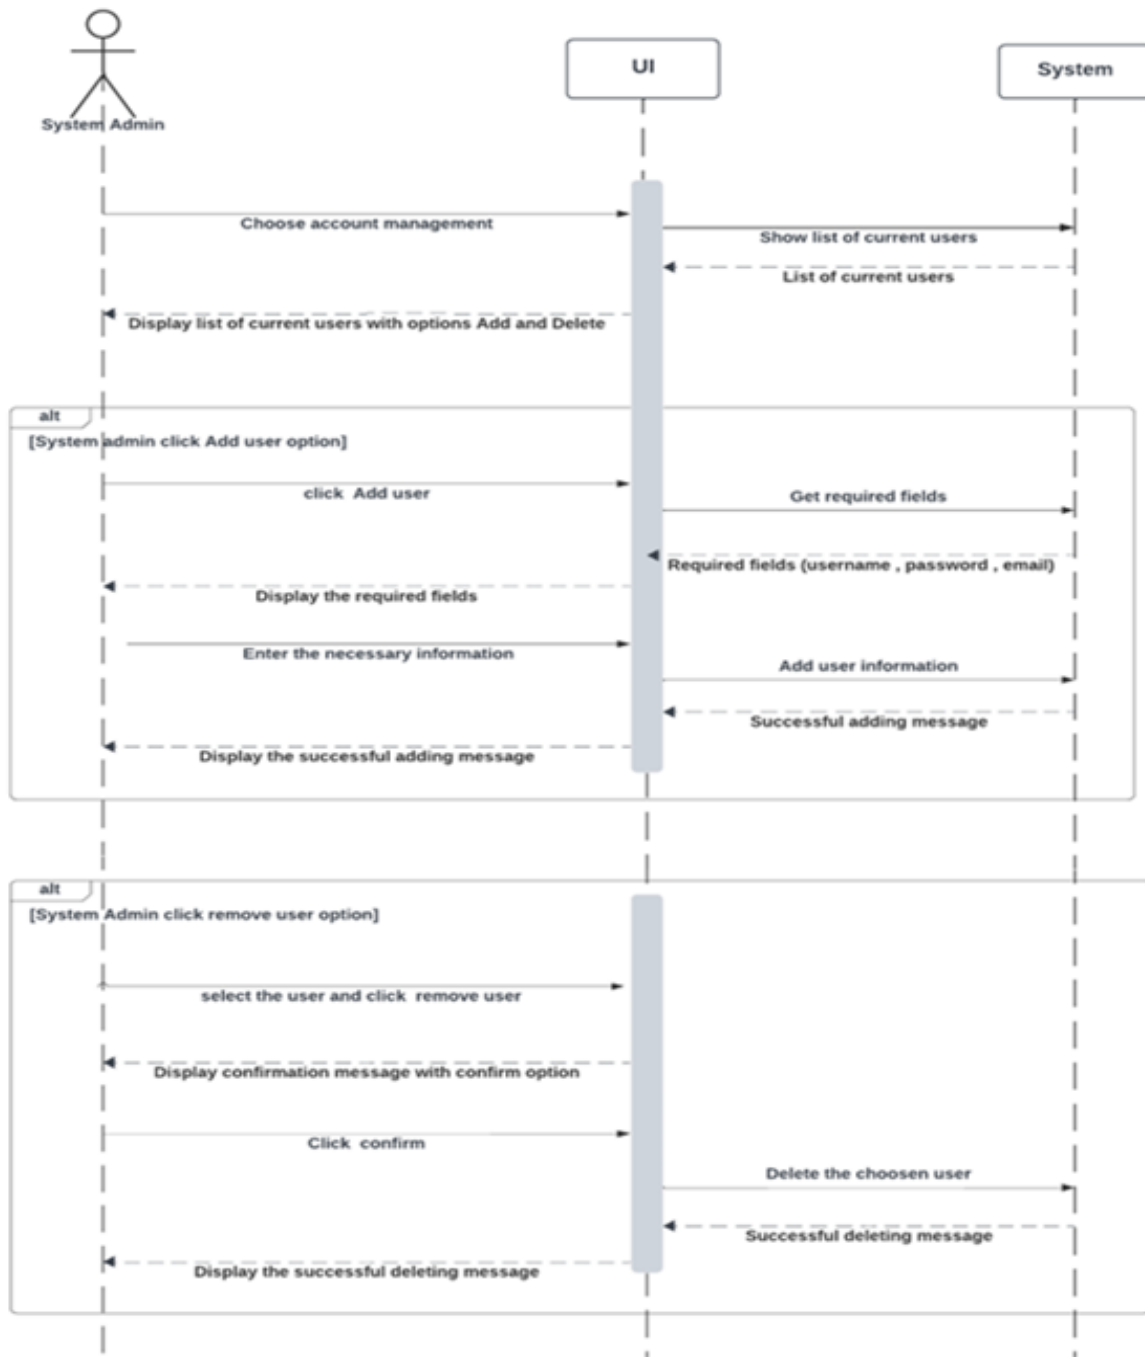 UI
System
System Admin
Choose account management
Show list of current users
List of current users
Display list of current users with options Add and Delete
alt
[System admin click Add user option]
click Add user
Get required fields
Required fields (username , password , email)
Display the required fields
Enter the necessary information
Add user information
Successful adding message
Display the successful adding message
alt
[System Admin click remove user option]
select the user and click remove user
Display confirmation message with confirm option
Click confirm
Delete the choosen user
Successful deleting message
Display the successful deleting message